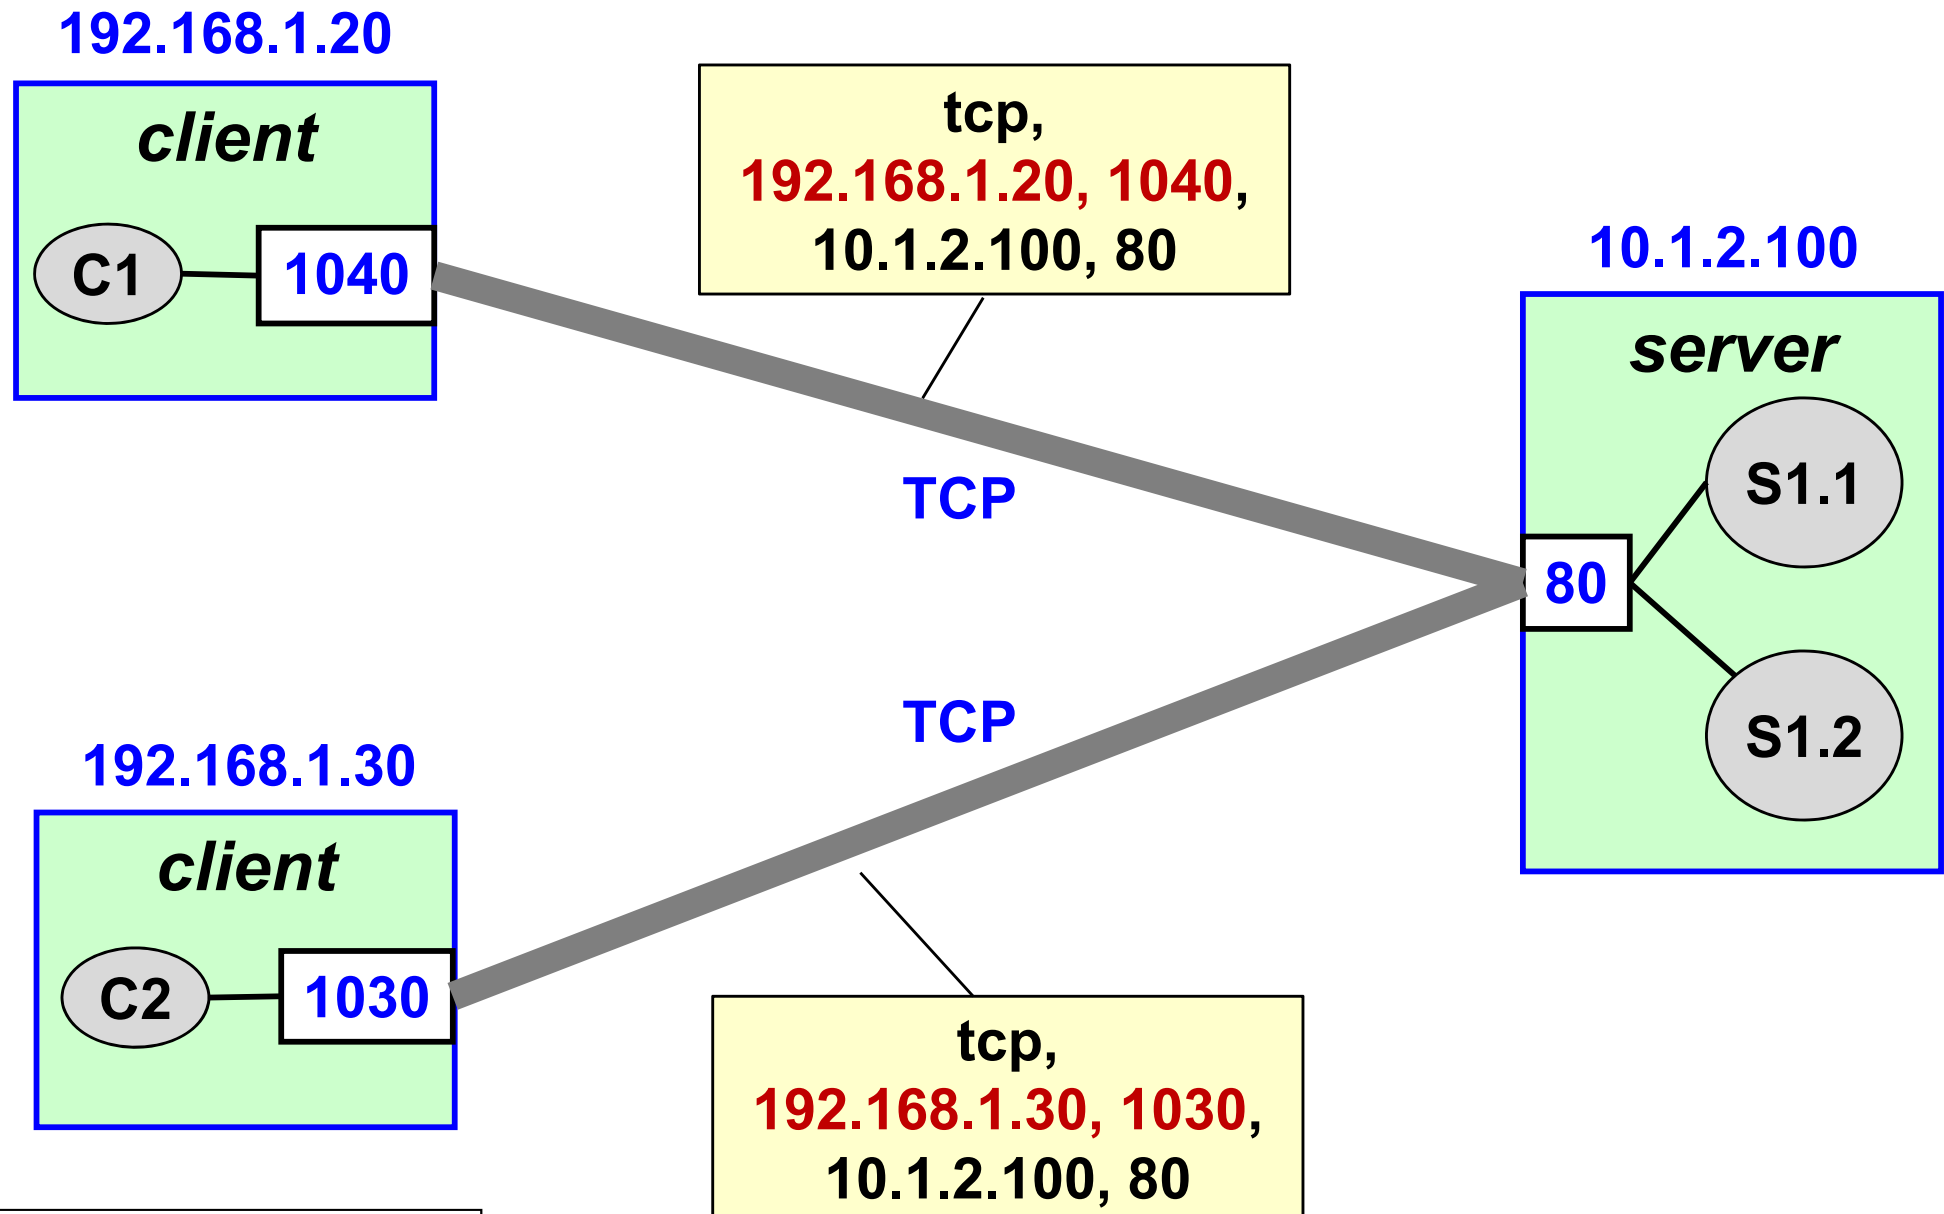 192.168.1.20
client
C1
1040
tcp,
192.168.1.20, 1040,
10.1.2.100, 80
10.1.2.100
server
S1.1
80
S1.2
TCP
TCP
192.168.1.30
client
C2
1030
tcp,
192.168.1.30, 1030,
10.1.2.100, 80